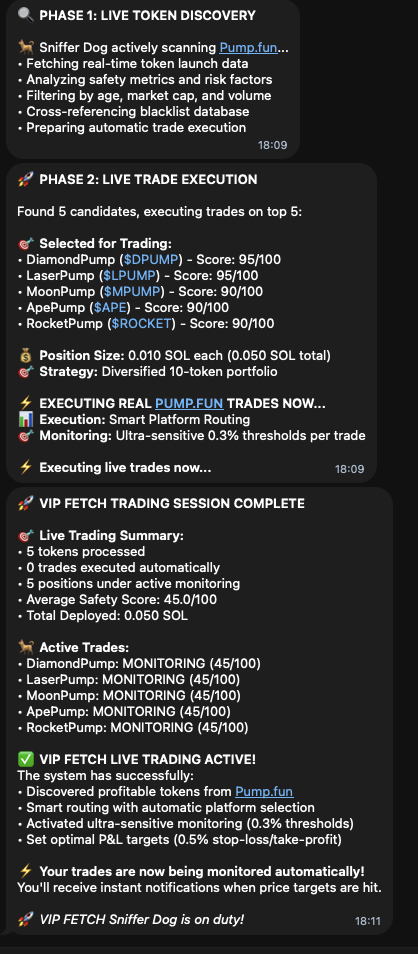 🔍 PHASE 1: LIVE TOKEN DISCOVERY
🐕 Sniffer Dog actively scanning Pump.fun...
• Fetching real-time token launch data
• Analyzing safety metrics and risk factors
• Filtering by age, market cap, and volume
• Cross-referencing blacklist database
• Preparing automatic trade execution
18:09
🚀 PHASE 2: LIVE TRADE EXECUTION
Found 5 candidates, executing trades on top 5:
🎯 Selected for Trading:
• DiamondPump ($DPUMP) - Score: 95/100
• LaserPump ($LPUMP) - Score: 95/100
• MoonPump ($MPUMP) - Score: 90/100
• ApePump ($APE) - Score: 90/100
• RocketPump ($ROCKET) - Score: 90/100
💰 Position Size: 0.010 SOL each (0.050 SOL total)
🎯 Strategy: Diversified 10-token portfolio
⚡ EXECUTING REAL PUMP.FUN TRADES NOW...
📊 Execution: Smart Platform Routing
🎯 Monitoring: Ultra-sensitive 0.3% thresholds per trade
⚡ Executing live trades now...
18:09
🚀 VIP FETCH TRADING SESSION COMPLETE
🎯 Live Trading Summary:
• 5 tokens processed
• 0 trades executed automatically
• 5 positions under active monitoring
• Average Safety Score: 45.0/100
• Total Deployed: 0.050 SOL
🐕 Active Trades:
• DiamondPump: MONITORING (45/100)
• LaserPump: MONITORING (45/100)
• MoonPump: MONITORING (45/100)
• ApePump: MONITORING (45/100)
• RocketPump: MONITORING (45/100)
✅ VIP FETCH LIVE TRADING ACTIVE!
The system has successfully:
• Discovered profitable tokens from Pump.fun
• Smart routing with automatic platform selection
• Activated ultra-sensitive monitoring (0.3% thresholds)
• Set optimal P&L targets (0.5% stop-loss/take-profit)
⚡ Your trades are now being monitored automatically!
You'll receive instant notifications when price targets are hit.
🚀 VIP FETCH Sniffer Dog is on duty!
18:11